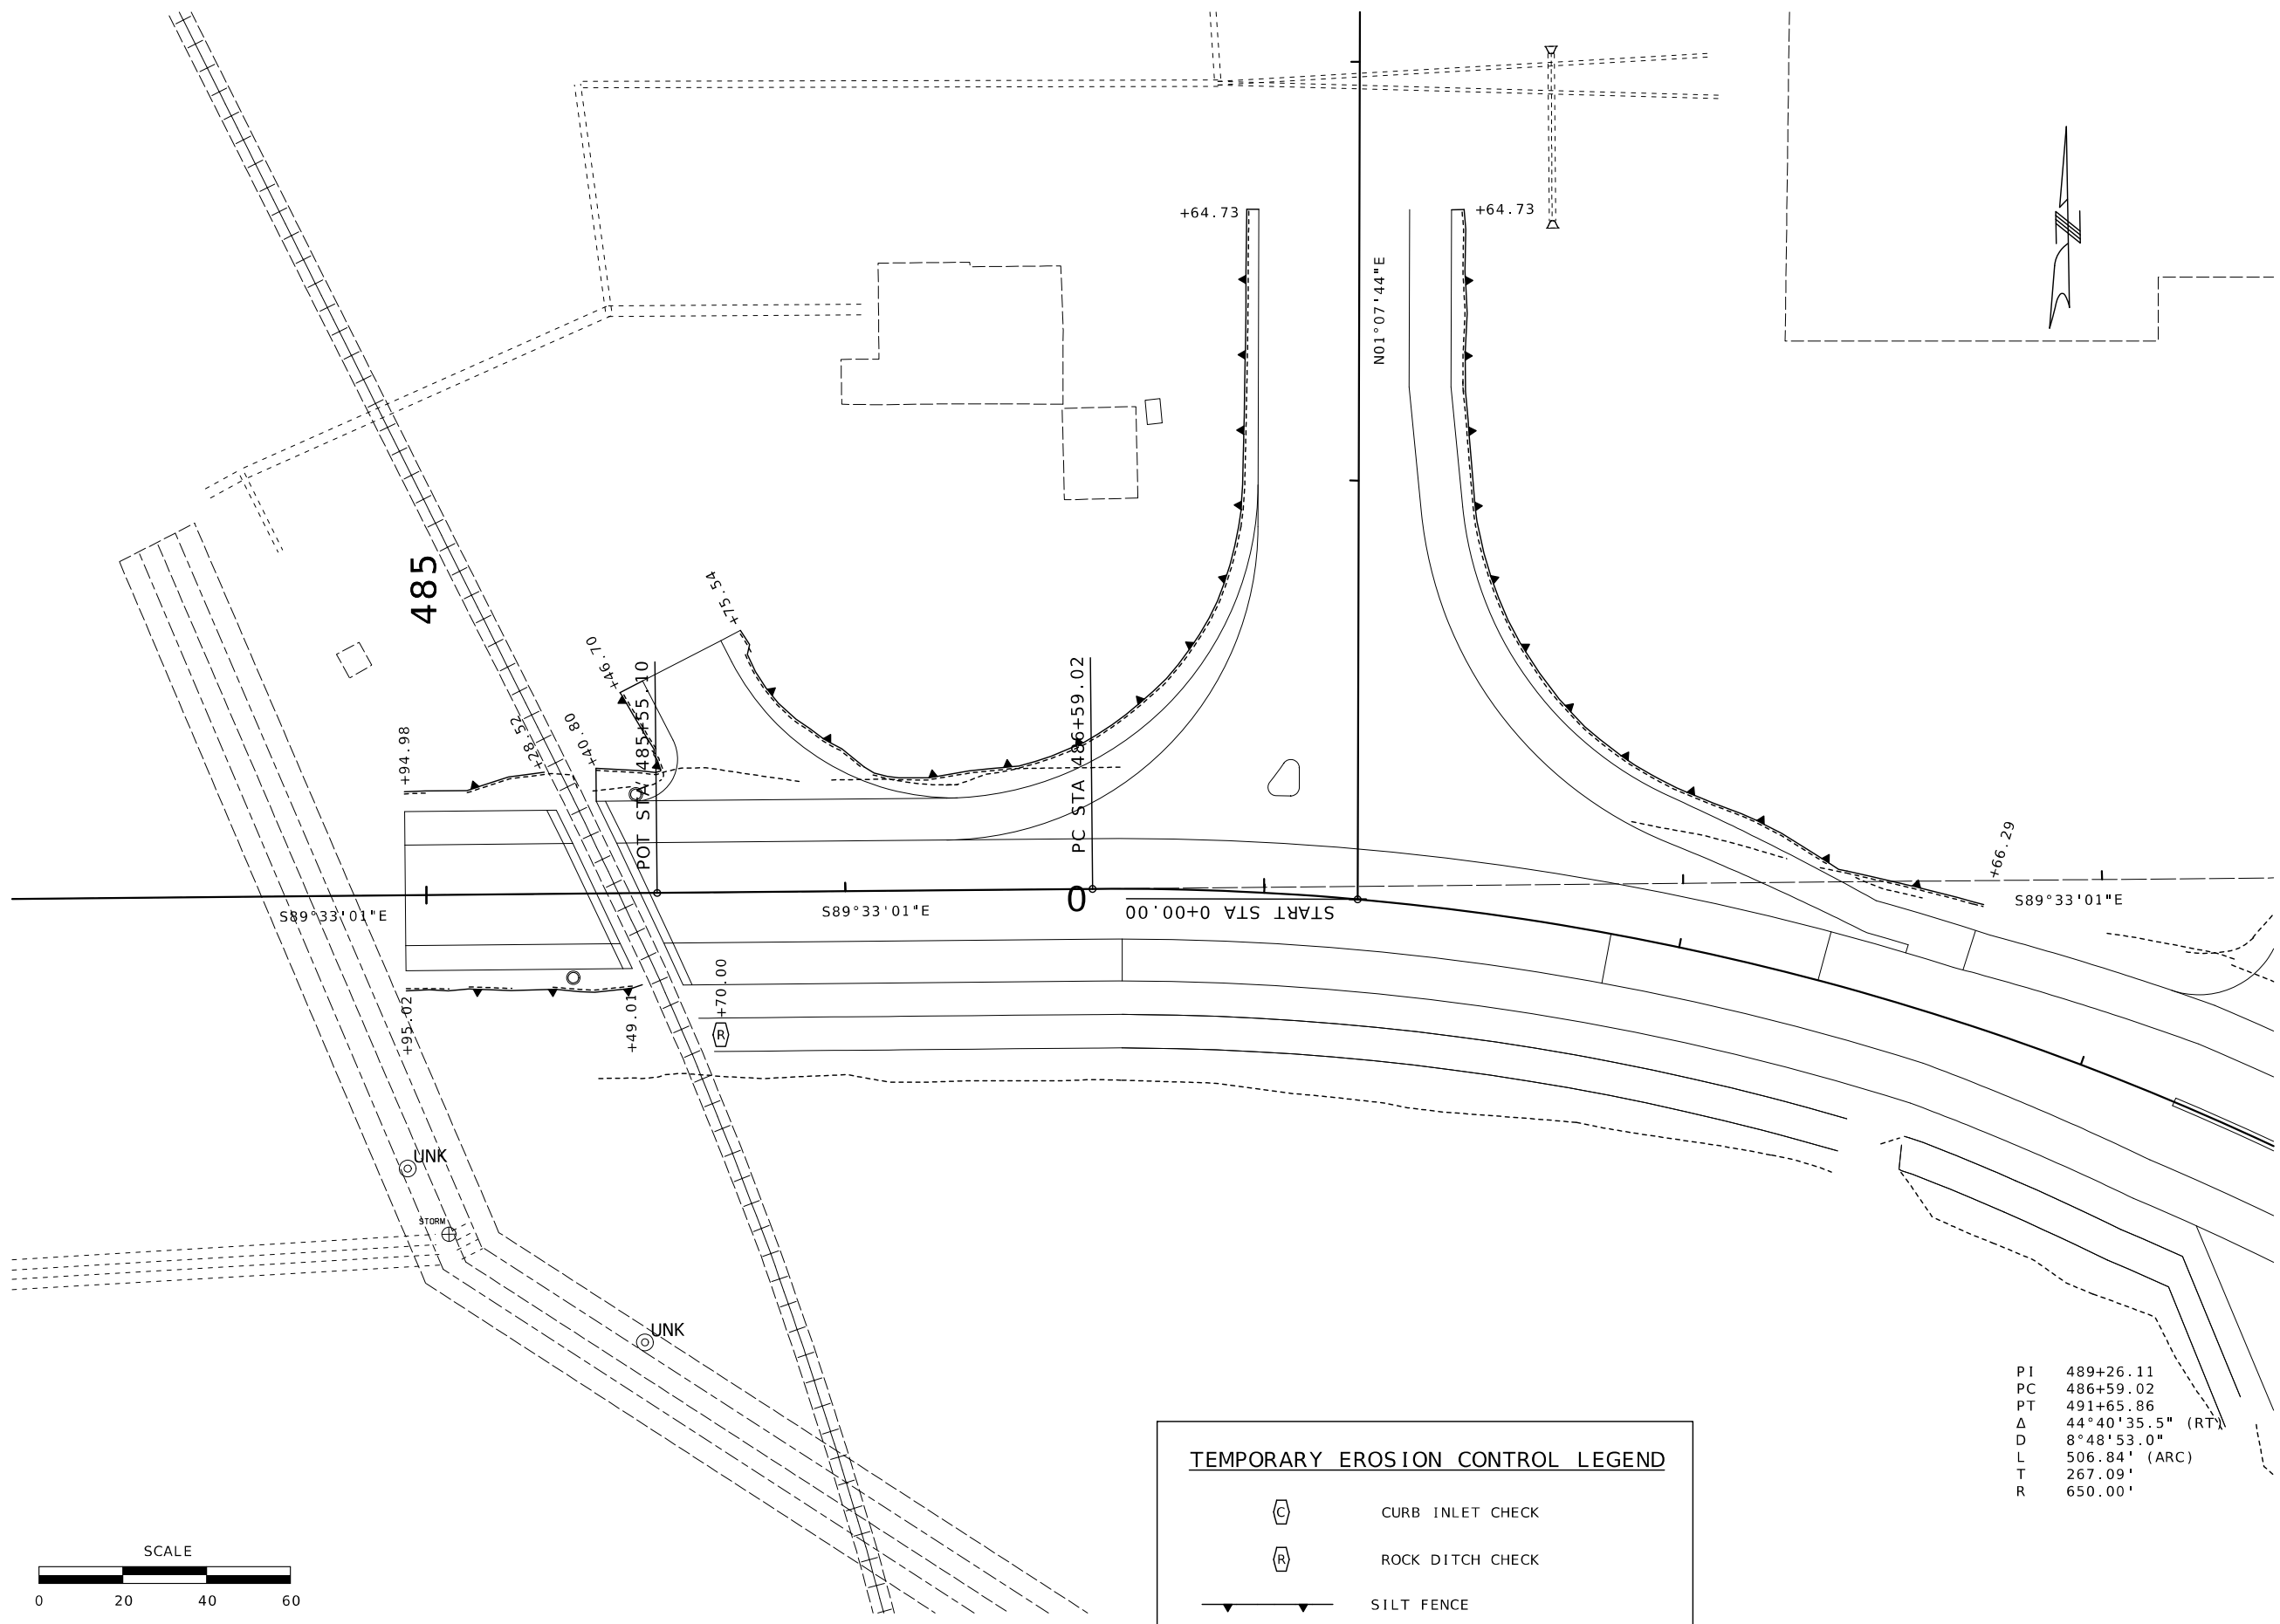 +64.73
+64.73
N01°07'44"E
485
+75.54
+46.70
POT STA 485+55.10
PC STA 486+59.02
+94.98
+28.52
+40.80
+66.29
S89°33'01"E
S89°33'01"E
0
START STA 0+00.00
S89°33'01"E
+95.02
+49.01
+70.00
R
UNK
STORM
UNK
PI 489+26.11
PC 486+59.02
PT 491+65.86
Δ 44°40'35.5" (RT)
D 8°48'53.0"
L 506.84' (ARC)
T 267.09'
R 650.00'
TEMPORARY EROSION CONTROL LEGEND
C CURB INLET CHECK
R ROCK DITCH CHECK
SILT FENCE
SCALE
0 20 40 60